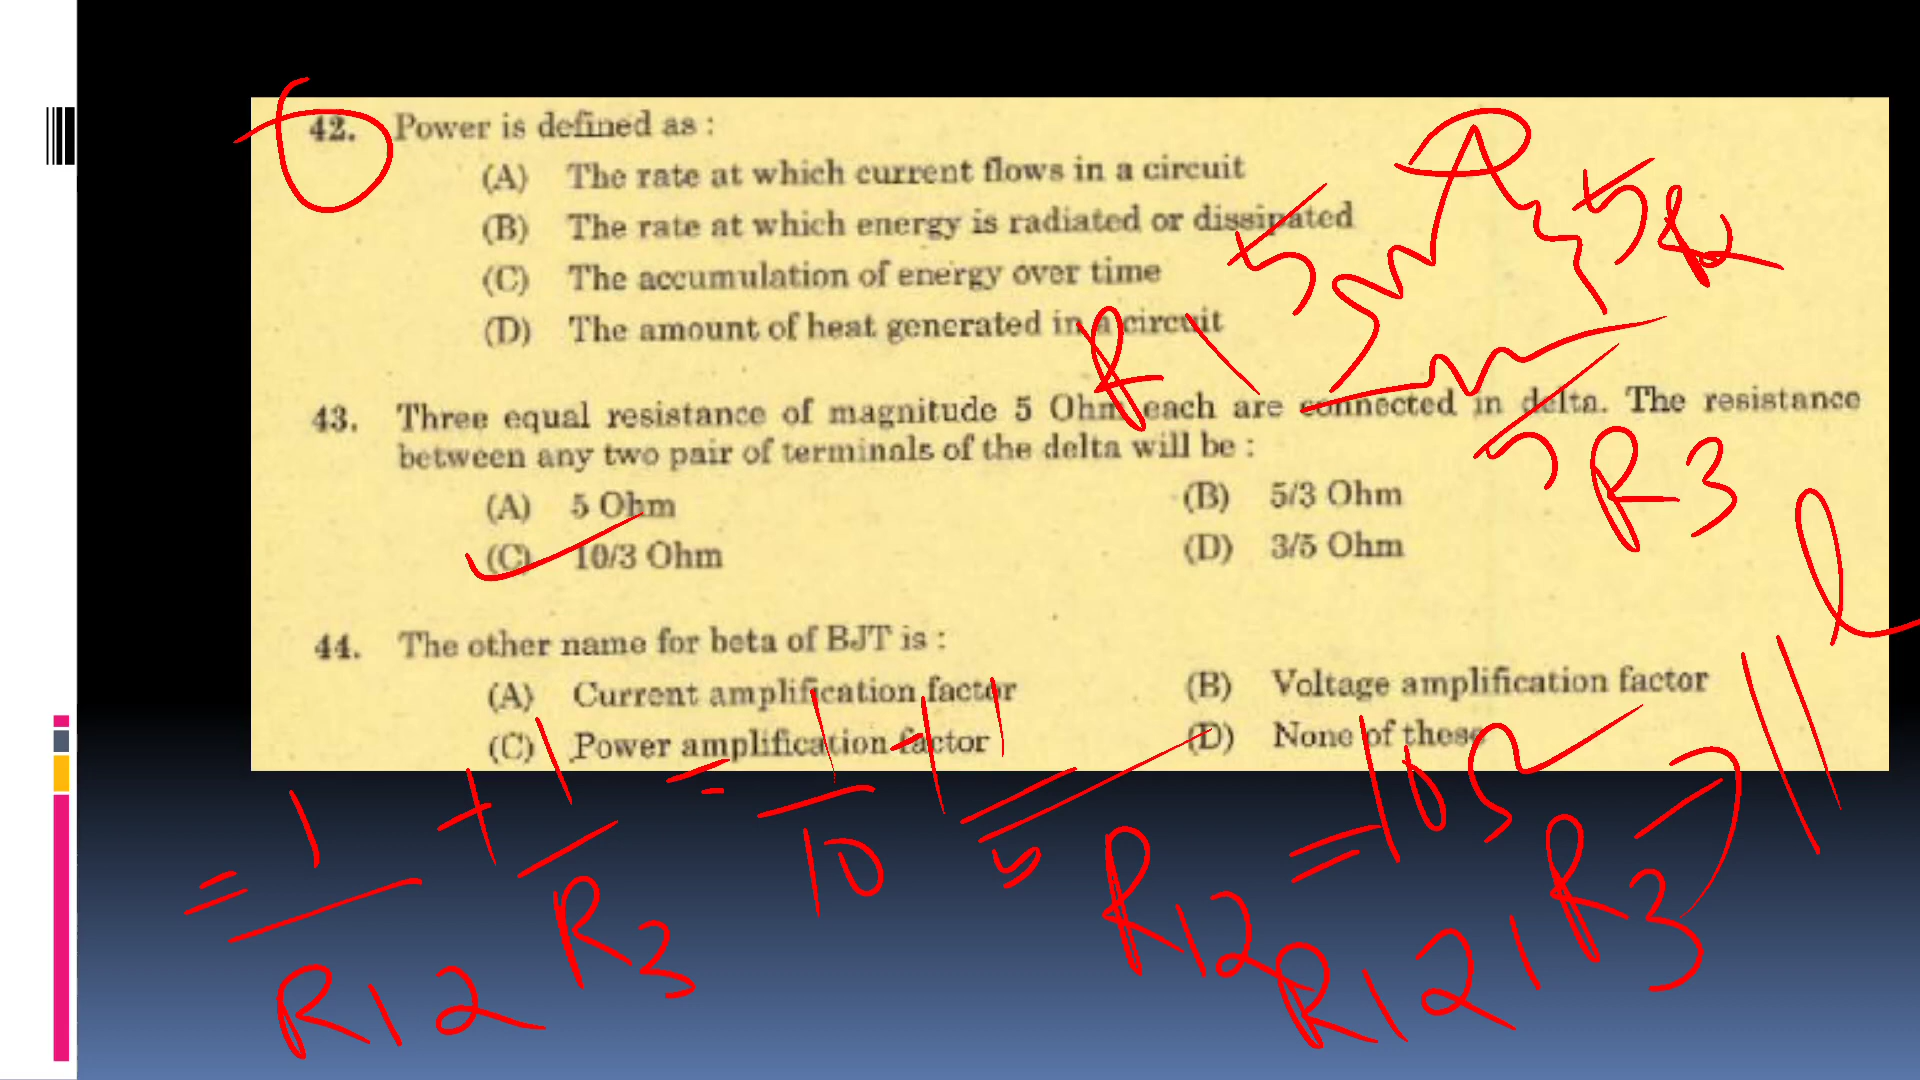 42. Power is defined as :
(A) The rate at which current flows in a circuit
(B) The rate at which energy is radiated or dissipated
(C) The accumulation of energy over time
(D) The amount of heat generated in a circuit
5 5 R2
R1
43. Three equal resistance of magnitude 5 Ohm each are connected in delta. The resistance
between any two pair of terminals of the delta will be :
5 R3
(A) 5 Ohm (B) 5/3 Ohm
(C) 10/3 Ohm (D) 3/5 Ohm
44. The other name for beta of BJT is :
(A) Current amplification factor (B) Voltage amplification factor
(C) Power amplification factor (D) None of these
= 1 + 1 = 1 + 1 =
R12 R3 10 5
R12 = 10
R12 , R3